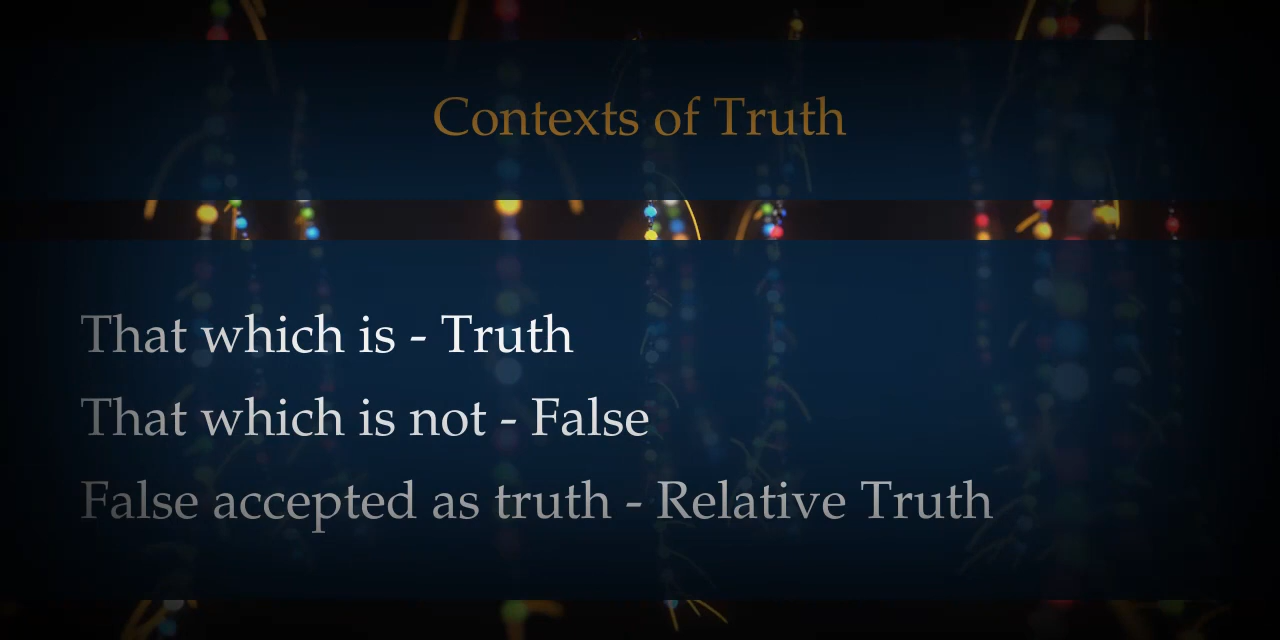 Contexts of Truth
That which is - Truth
That which is not - False
False accepted as truth - Relative Truth